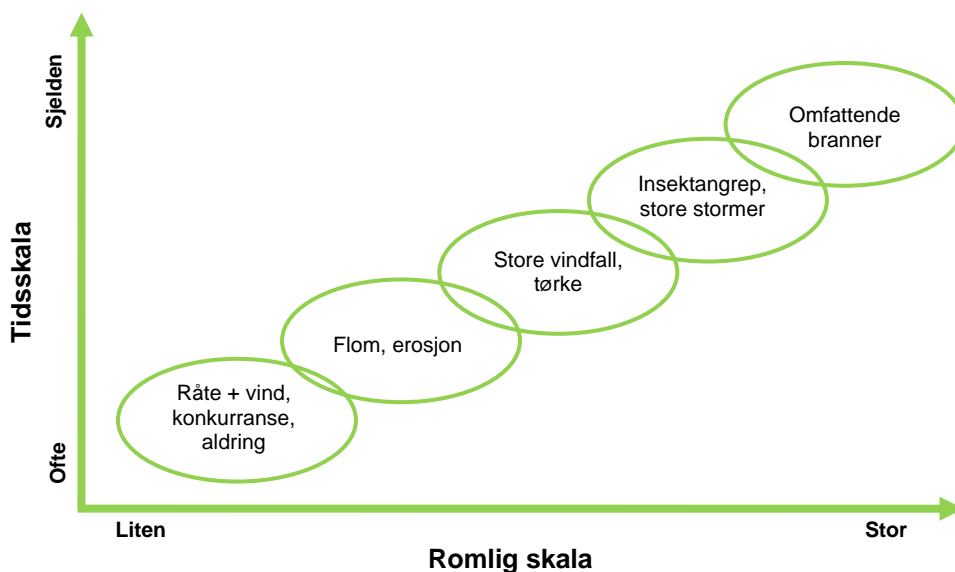 Sjelden
Omfattende
branner
Insektangrep,
store stormer
Tidsskala
Store vindfall,
tørke
Flom, erosjon
Råte + vind,
konkurranse,
aldring
Ofte
Liten
Stor
Romlig skala